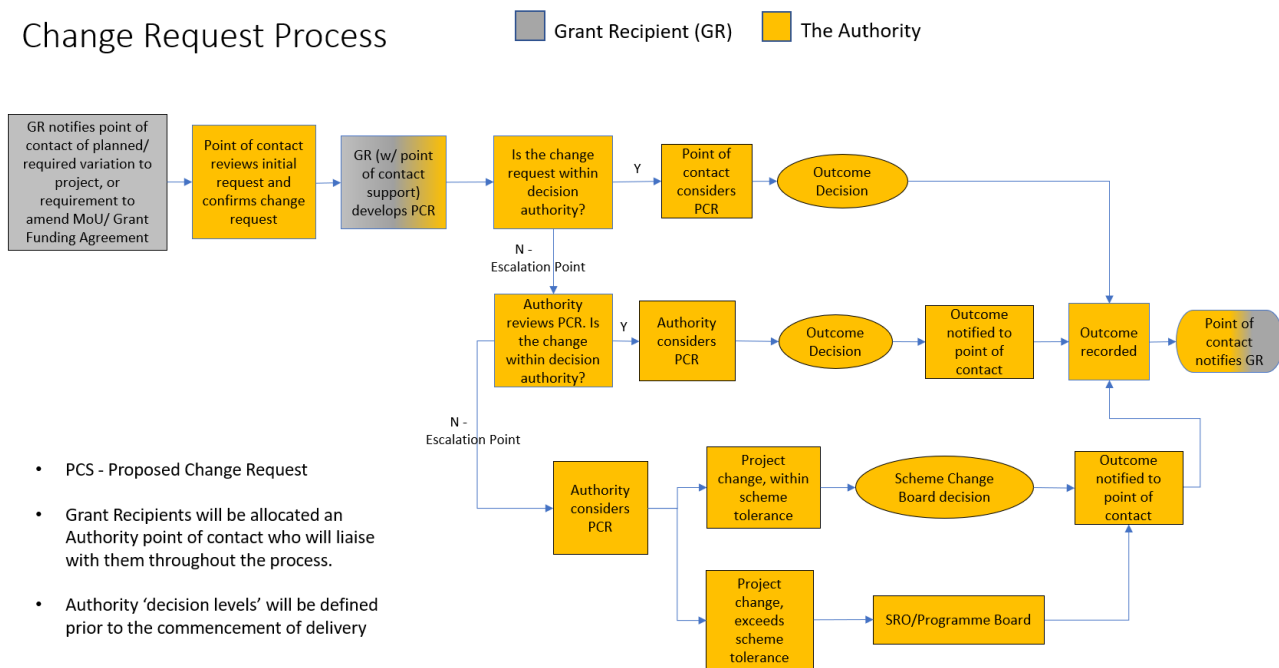 Change Request Process
Grant Recipient (GR)
The Authority
GR notifies point of
contact of planned/
required variation to
project, or
requirement to
amend MoU/ Grant
Funding Agreement
Point of contact
reviews initial
request and
confirms change
request
GR (w/ point
of contact
support)
develops PCR
Is the change
request within
decision
authority?
Y
Point of
contact
considers
PCR
Outcome
Decision
N -
Escalation Point
Authority
reviews PCR. Is
the change
within decision
authority?
Y
Authority
considers
PCR
Outcome
Decision
Outcome
notified to
point of
contact
Outcome
recorded
Point of
contact
notifies GR
N -
Escalation Point
Authority
considers
PCR
Project
change, within
scheme
tolerance
Scheme Change
Board decision
Outcome
notified to
point of
contact
Project
change,
exceeds
scheme
tolerance
SRO/Programme Board
• PCS - Proposed Change Request
• Grant Recipients will be allocated an
Authority point of contact who will liaise
with them throughout the process.
• Authority ‘decision levels’ will be defined
prior to the commencement of delivery